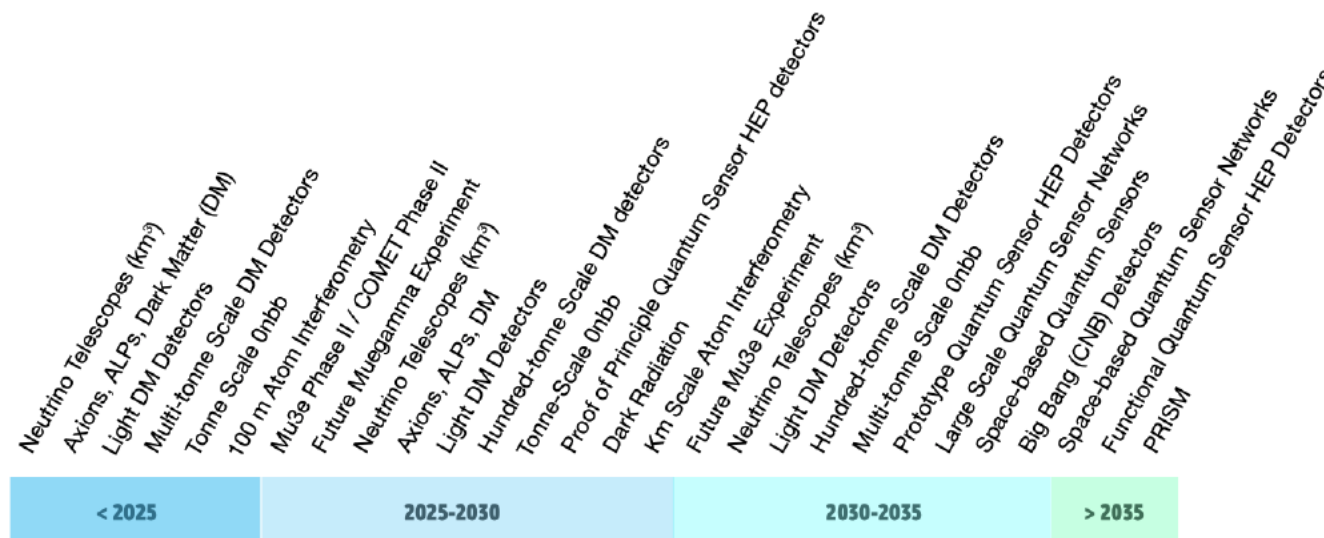 Neutrino Telescopes (km³)
Axions, ALPs, Dark Matter (DM)
Light DM Detectors
Multi-tonne Scale DM Detectors
Tonne Scale 0nbb
100 m Atom Interferometry
Mu3e Phase II / COMET Phase II
Future Muegamma Experiment
Neutrino Telescopes (km³)
Axions, ALPs, DM
Light DM Detectors
Hundred-tonne Scale DM detectors
Tonne-Scale 0nbb
Proof of Principle Quantum Sensor HEP detectors
Dark Radiation
Km Scale Atom Interferometry
Future Mu3e Experiment
Neutrino Telescopes (km³)
Light DM Detectors
Hundred-tonne Scale DM Detectors
Multi-tonne Scale 0nbb
Prototype Quantum Sensor HEP Detectors
Large Scale Quantum Sensor Networks
Space-based Quantum Sensors
Big Bang (CNB) Detectors
Space-based Quantum Sensor Networks
Functional Quantum Sensor HEP Detectors
PRISM
< 2025
2025-2030
2030-2035
> 2035